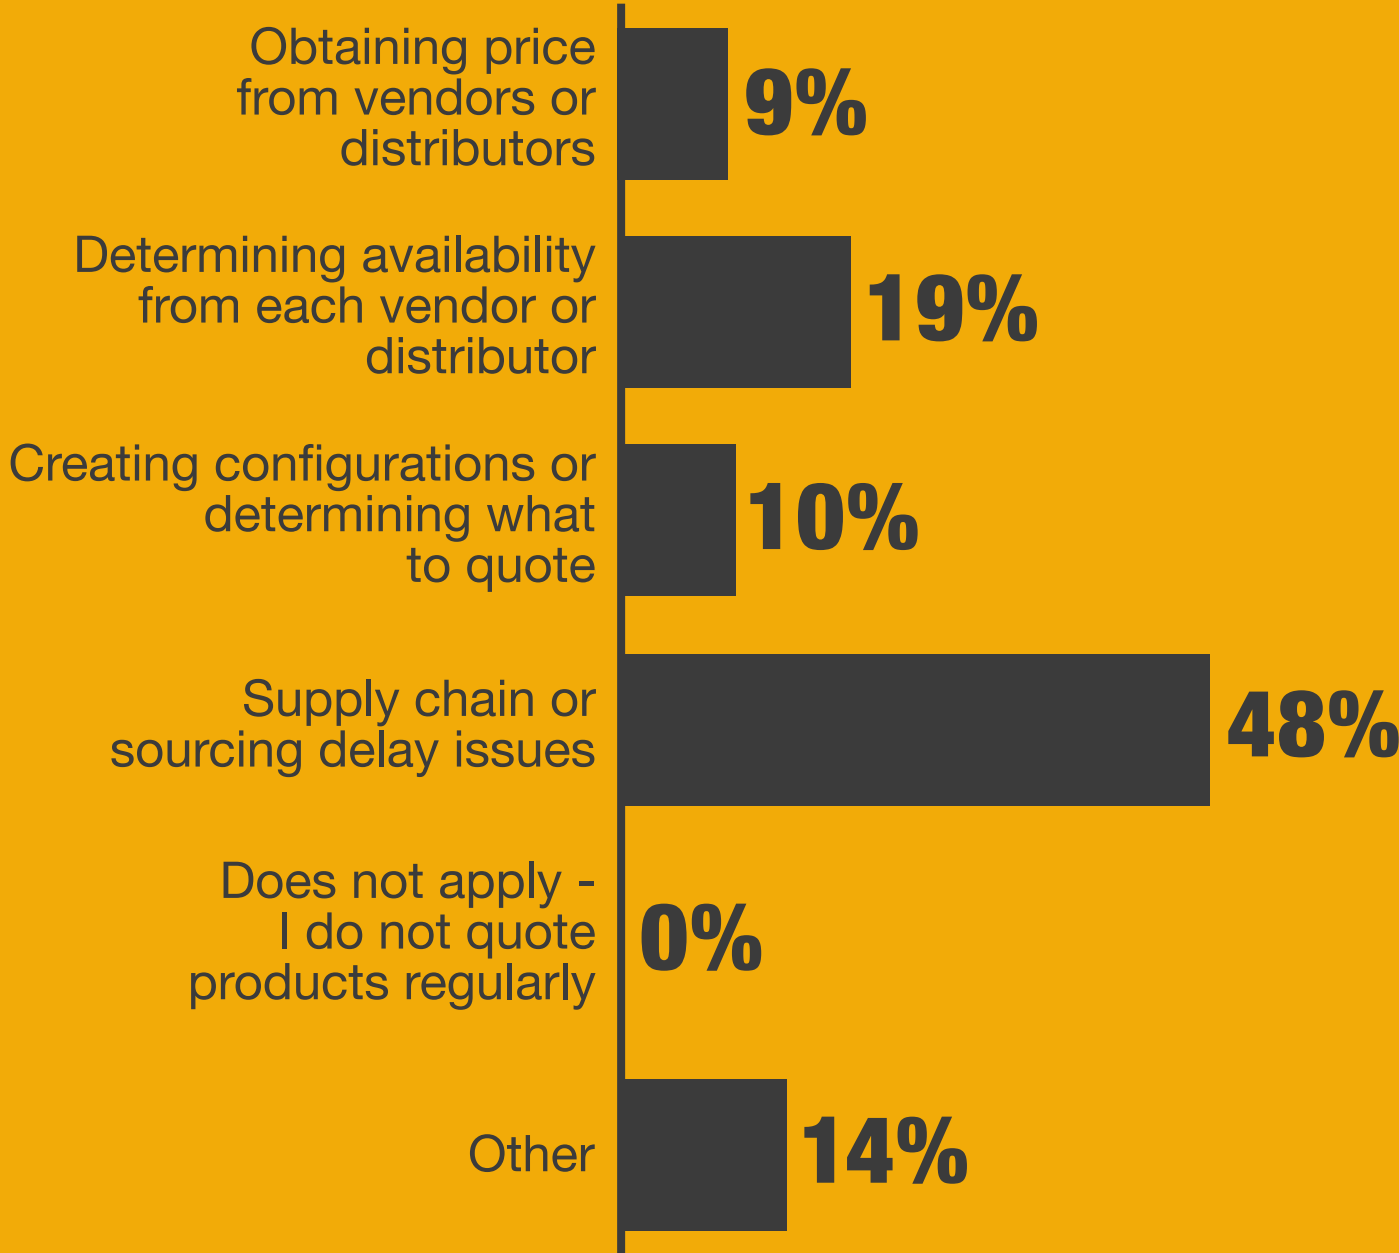 Obtaining price
from vendors or
distributors
9%
Determining availability
from each vendor or
distributor
19%
Creating configurations or
determining what
to quote
10%
Supply chain or
sourcing delay issues
48%
Does not apply -
I do not quote
products regularly
0%
Other
14%